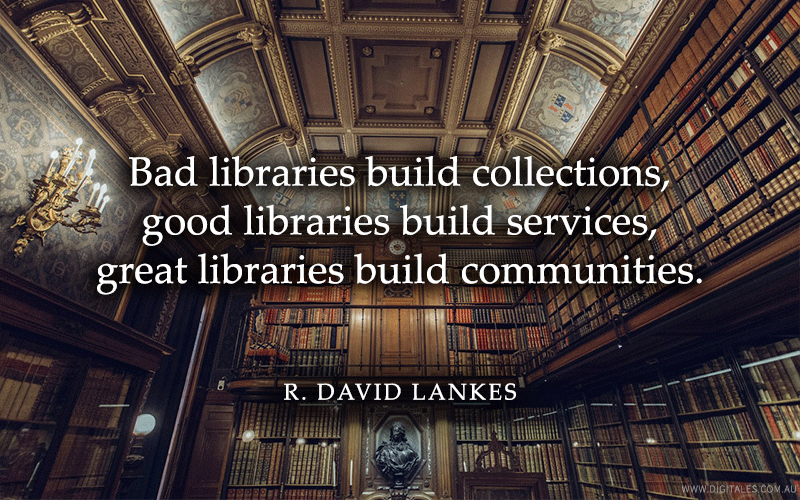 Bad libraries build collections,
good libraries build services,
great libraries build communities.
R. DAVID LANKES
WWW.DIGITALES.COM.AU